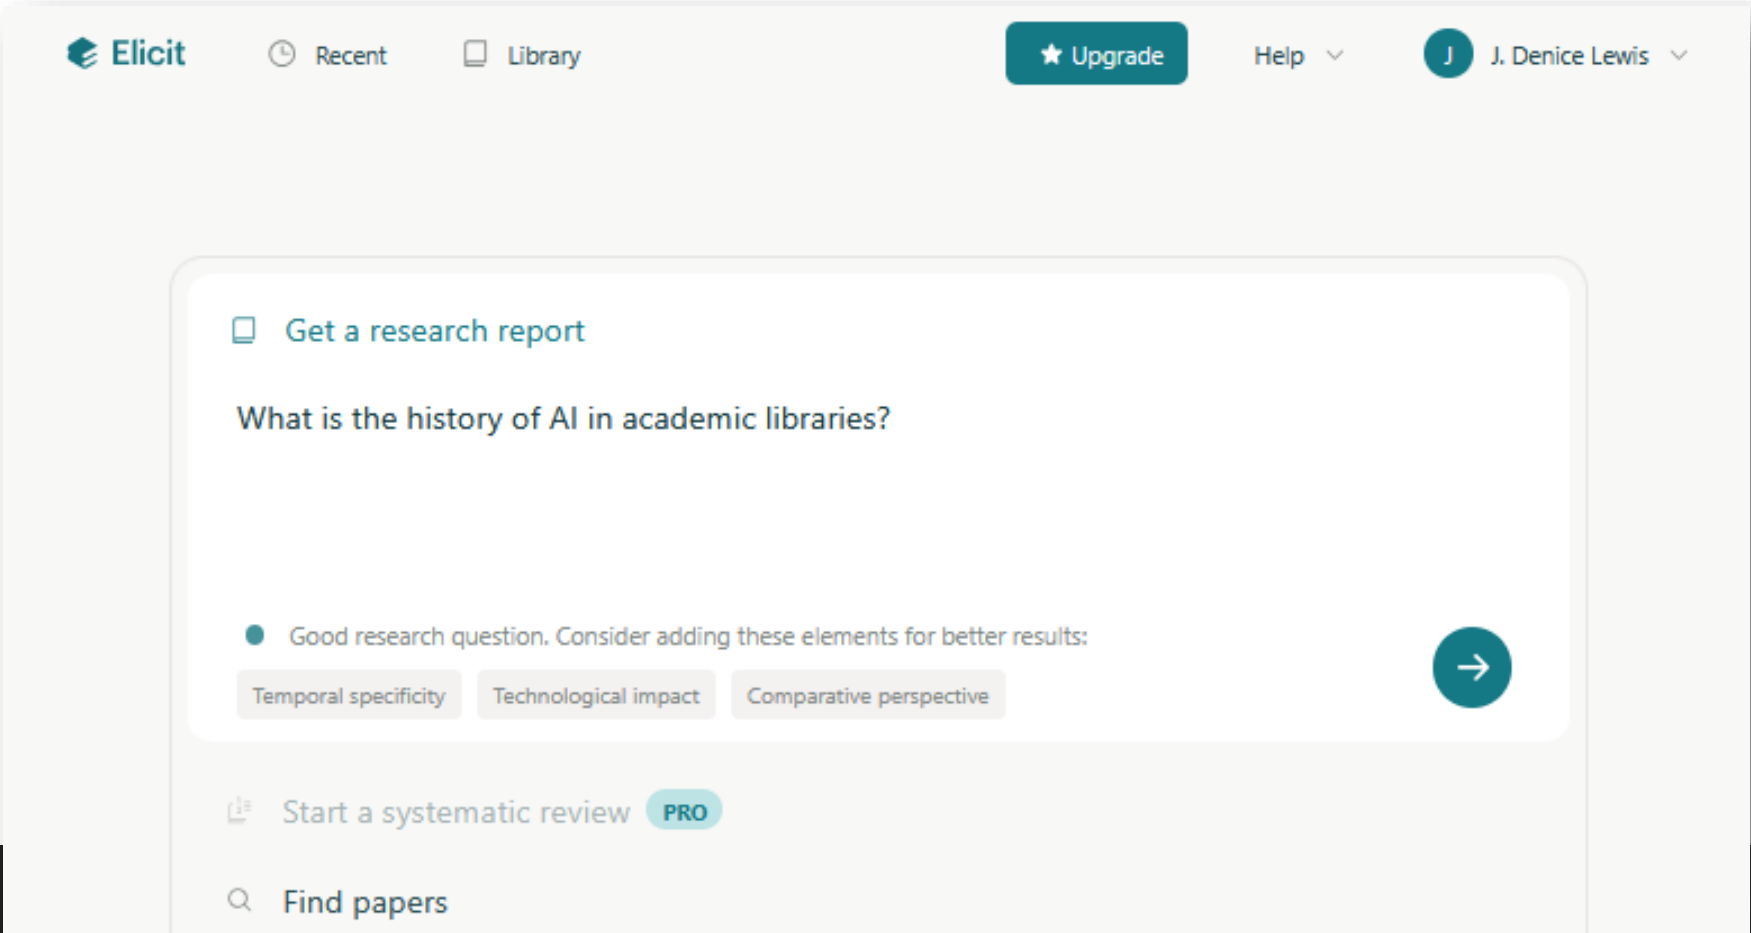 Elicit Recent Library Upgrade Help J J. Denice Lewis
Get a research report
What is the history of AI in academic libraries?
Good research question. Consider adding these elements for better results:
Temporal specificity Technological impact Comparative perspective
Start a systematic review PRO
Find papers